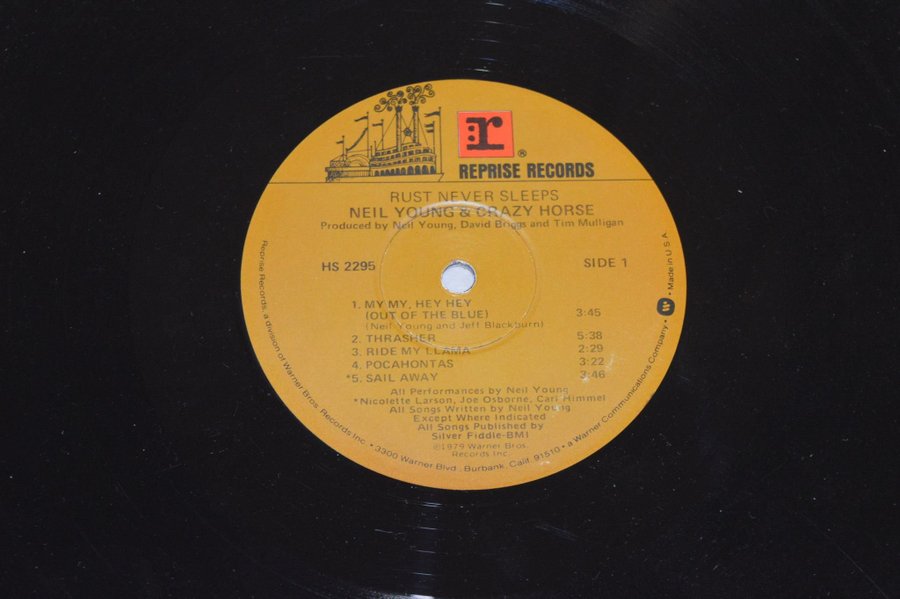 r
®
REPRISE RECORDS
RUST NEVER SLEEPS
NEIL YOUNG & CRAZY HORSE
Produced by Neil Young, David Briggs and Tim Mulligan
HS 2295
SIDE 1
1. MY MY, HEY HEY
(OUT OF THE BLUE) 3:45
(Neil Young and Jeff Blackburn)
2. THRASHER 5:38
3. RIDE MY LLAMA 2:29
4. POCAHONTAS 3:22
*5. SAIL AWAY 3:46
All Performances by Neil Young
*Nicolette Larson, Joe Osborne, Carl Himmel
All Songs Written by Neil Young
Except Where Indicated
All Songs Published by
Silver Fiddle-BMI
℗1979 Warner Bros.
Records Inc.
Reprise Records, a division of Warner Bros. Records Inc. • 3300 Warner Blvd., Burbank, Calif. 91510 • a Warner Communications Company. • Made in U.S.A.